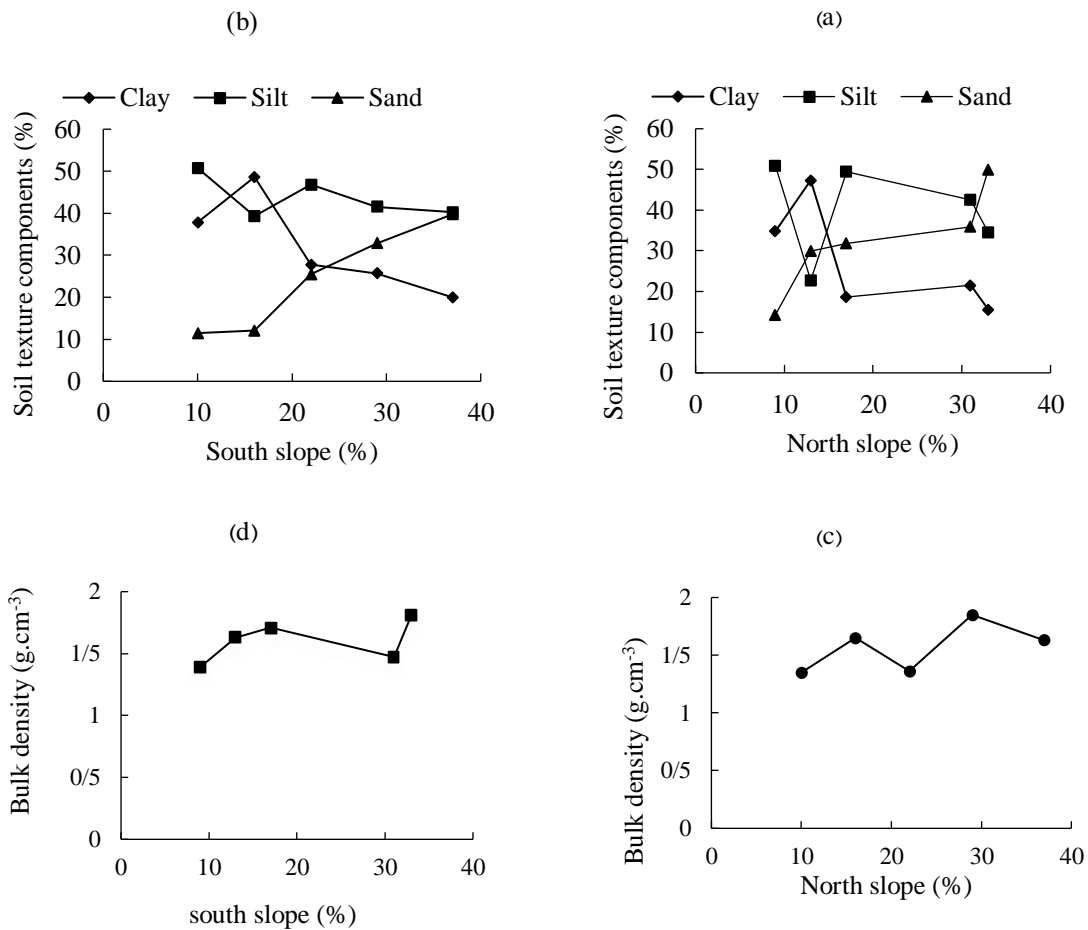 (b)
Clay Silt Sand
Soil texture components (%)
60
50
40
30
20
10
0
0 10 20 30 40
South slope (%)
(a)
Clay Silt Sand
Soil texture components (%)
60
50
40
30
20
10
0
0 10 20 30 40
North slope (%)
(d)
Bulk density (g.cm-3)
2
1/5
1
0/5
0
0 10 20 30 40
south slope (%)
(c)
Bulk density (g.cm-3)
2
1/5
1
0/5
0
0 10 20 30 40
North slope (%)